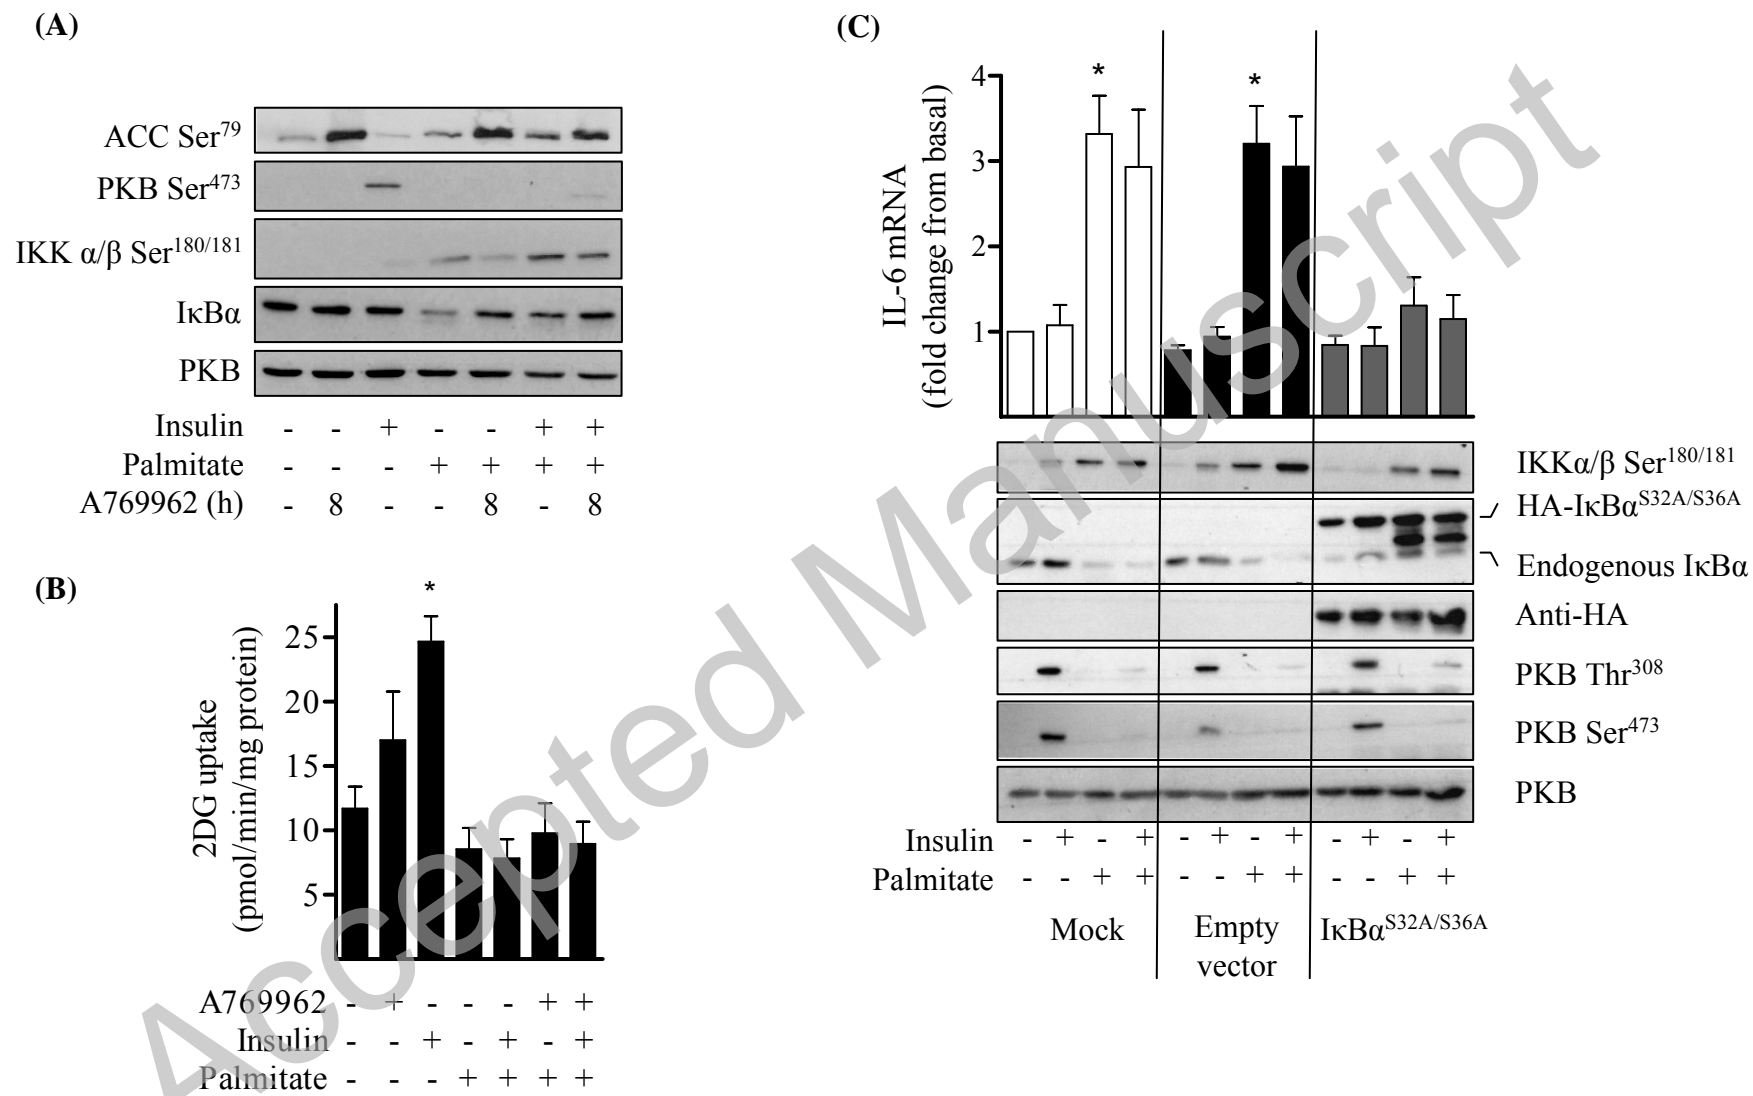 (A)
ACC Ser79
PKB Ser473
IKK α/β Ser180/181
IκBα
PKB
Insulin - - + - - + +
Palmitate - - - + + + +
A769962 (h) - 8 - - 8 - 8
(B)
*
2DG uptake
(pmol/min/mg protein)
25
20
15
10
5
A769962 - + - - - + +
Insulin - - + - + - +
Palmitate - - - + + + +
(C)
* *
IL-6 mRNA
(fold change from basal)
4
3
2
1
IKKα/β Ser180/181
HA-IκBαS32A/S36A
Endogenous IκBα
Anti-HA
PKB Thr308
PKB Ser473
PKB
Insulin - + - + - + - + - + - +
Palmitate - - + + - - + + - - + +
Mock
Empty
vector
IκBαS32A/S36A
Accepted Manuscript